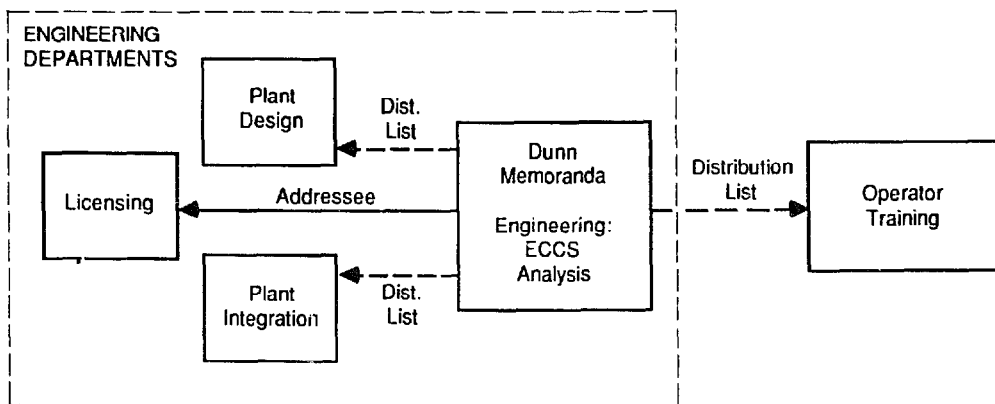 ENGINEERING
DEPARTMENTS
Plant
Design
Dist.
List
Licensing
Addressee
Dunn
Memoranda
Engineering:
ECCS
Analysis
Distribution
List
Operator
Training
Plant
Integration
Dist.
List